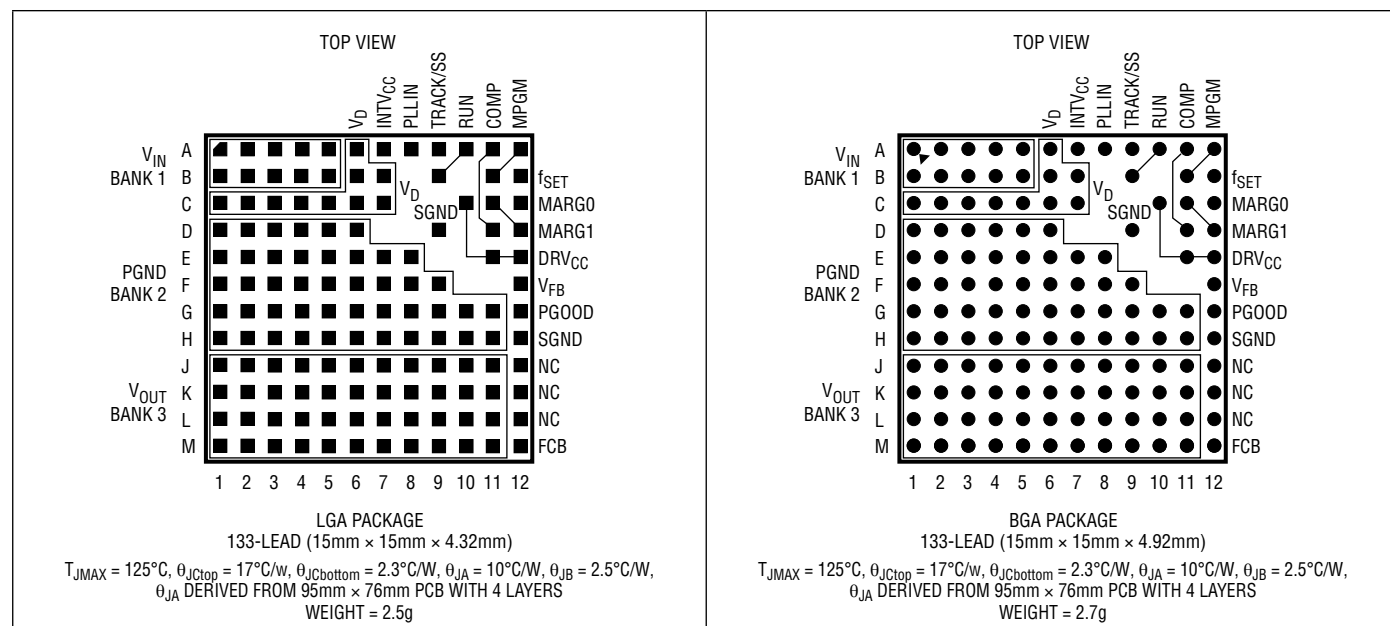 TOP VIEW
V_D
INTV_CC
PLLIN
TRACK/SS
RUN
COMP
MPGM
V_IN
BANK 1
A
B
f_SET
C
V_D
SGND
MARG0
D
MARG1
PGND
BANK 2
E
DRV_CC
F
V_FB
G
PGOOD
H
SGND
J
NC
V_OUT
BANK 3
K
NC
L
NC
M
FCB
1 2 3 4 5 6 7 8 9 10 11 12
LGA PACKAGE
133-LEAD (15mm × 15mm × 4.32mm)
T_JMAX = 125°C, θ_JCtop = 17°C/w, θ_JCbottom = 2.3°C/W, θ_JA = 10°C/W, θ_JB = 2.5°C/W,
θ_JA DERIVED FROM 95mm × 76mm PCB WITH 4 LAYERS
WEIGHT = 2.5g
TOP VIEW
V_D
INTV_CC
PLLIN
TRACK/SS
RUN
COMP
MPGM
V_IN
BANK 1
A
B
f_SET
C
V_D
SGND
MARG0
D
MARG1
PGND
BANK 2
E
DRV_CC
F
V_FB
G
PGOOD
H
SGND
J
NC
V_OUT
BANK 3
K
NC
L
NC
M
FCB
1 2 3 4 5 6 7 8 9 10 11 12
BGA PACKAGE
133-LEAD (15mm × 15mm × 4.92mm)
T_JMAX = 125°C, θ_JCtop = 17°C/W, θ_JCbottom = 2.3°C/W, θ_JA = 10°C/W, θ_JB = 2.5°C/W,
θ_JA DERIVED FROM 95mm × 76mm PCB WITH 4 LAYERS
WEIGHT = 2.7g